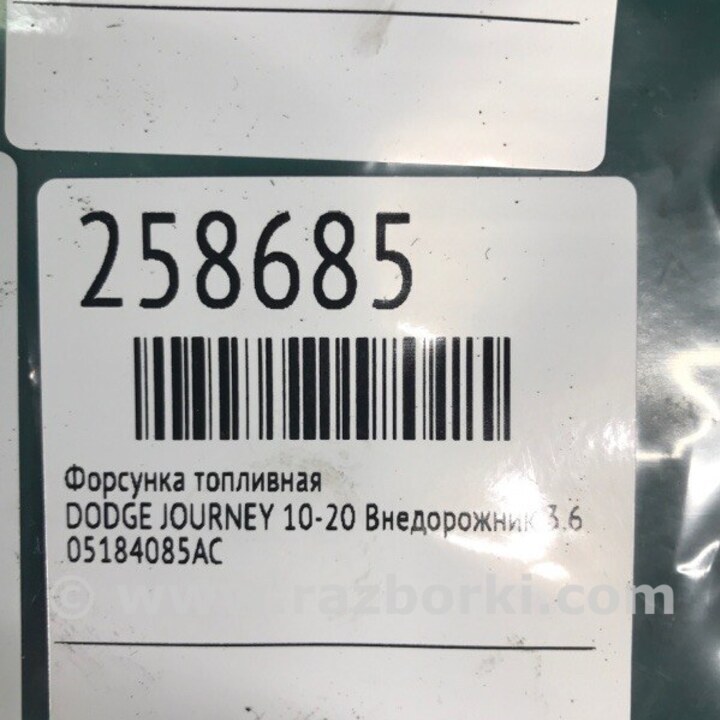 258685
Форсунка топливная
DODGE JOURNEY 10-20 Внедорожник 3.6
05184085AC
© www.razborki.com